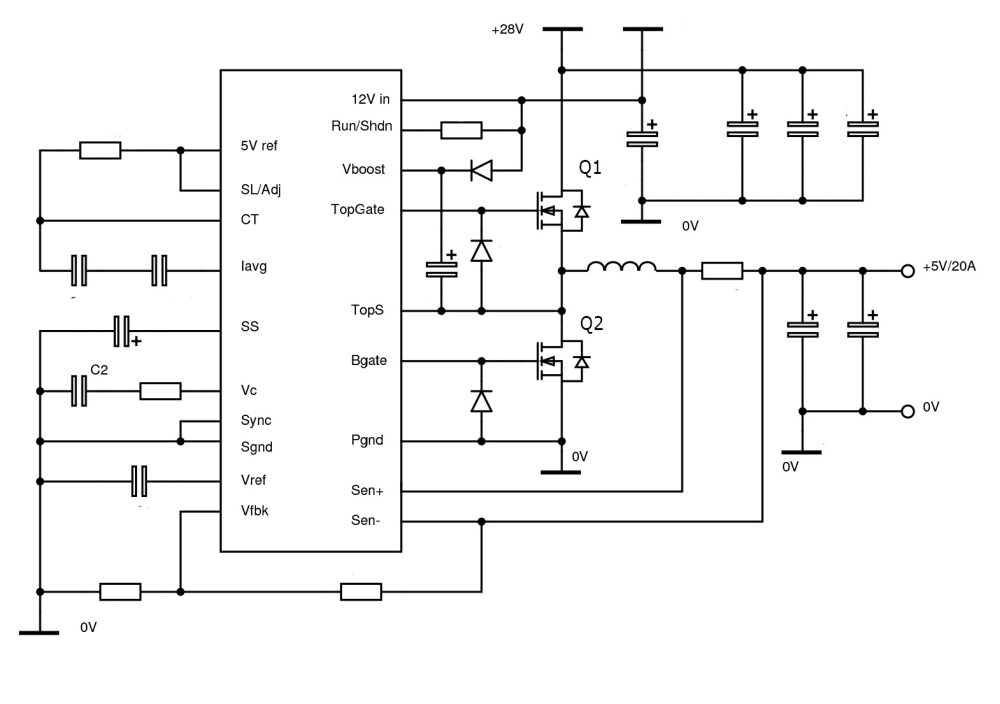 +28V
12V in
Run/Shdn
Vboost
TopGate
TopS
Bgate
Pgnd
Sen+
Sen-
5V ref
SL/Adj
CT
Iavg
SS
Vc
Sync
Sgnd
Vref
Vfbk
C2
+
0V
+
Q1
Q2
0V
+
+
+
+
0V
+5V/20A
+
+
0V
0V